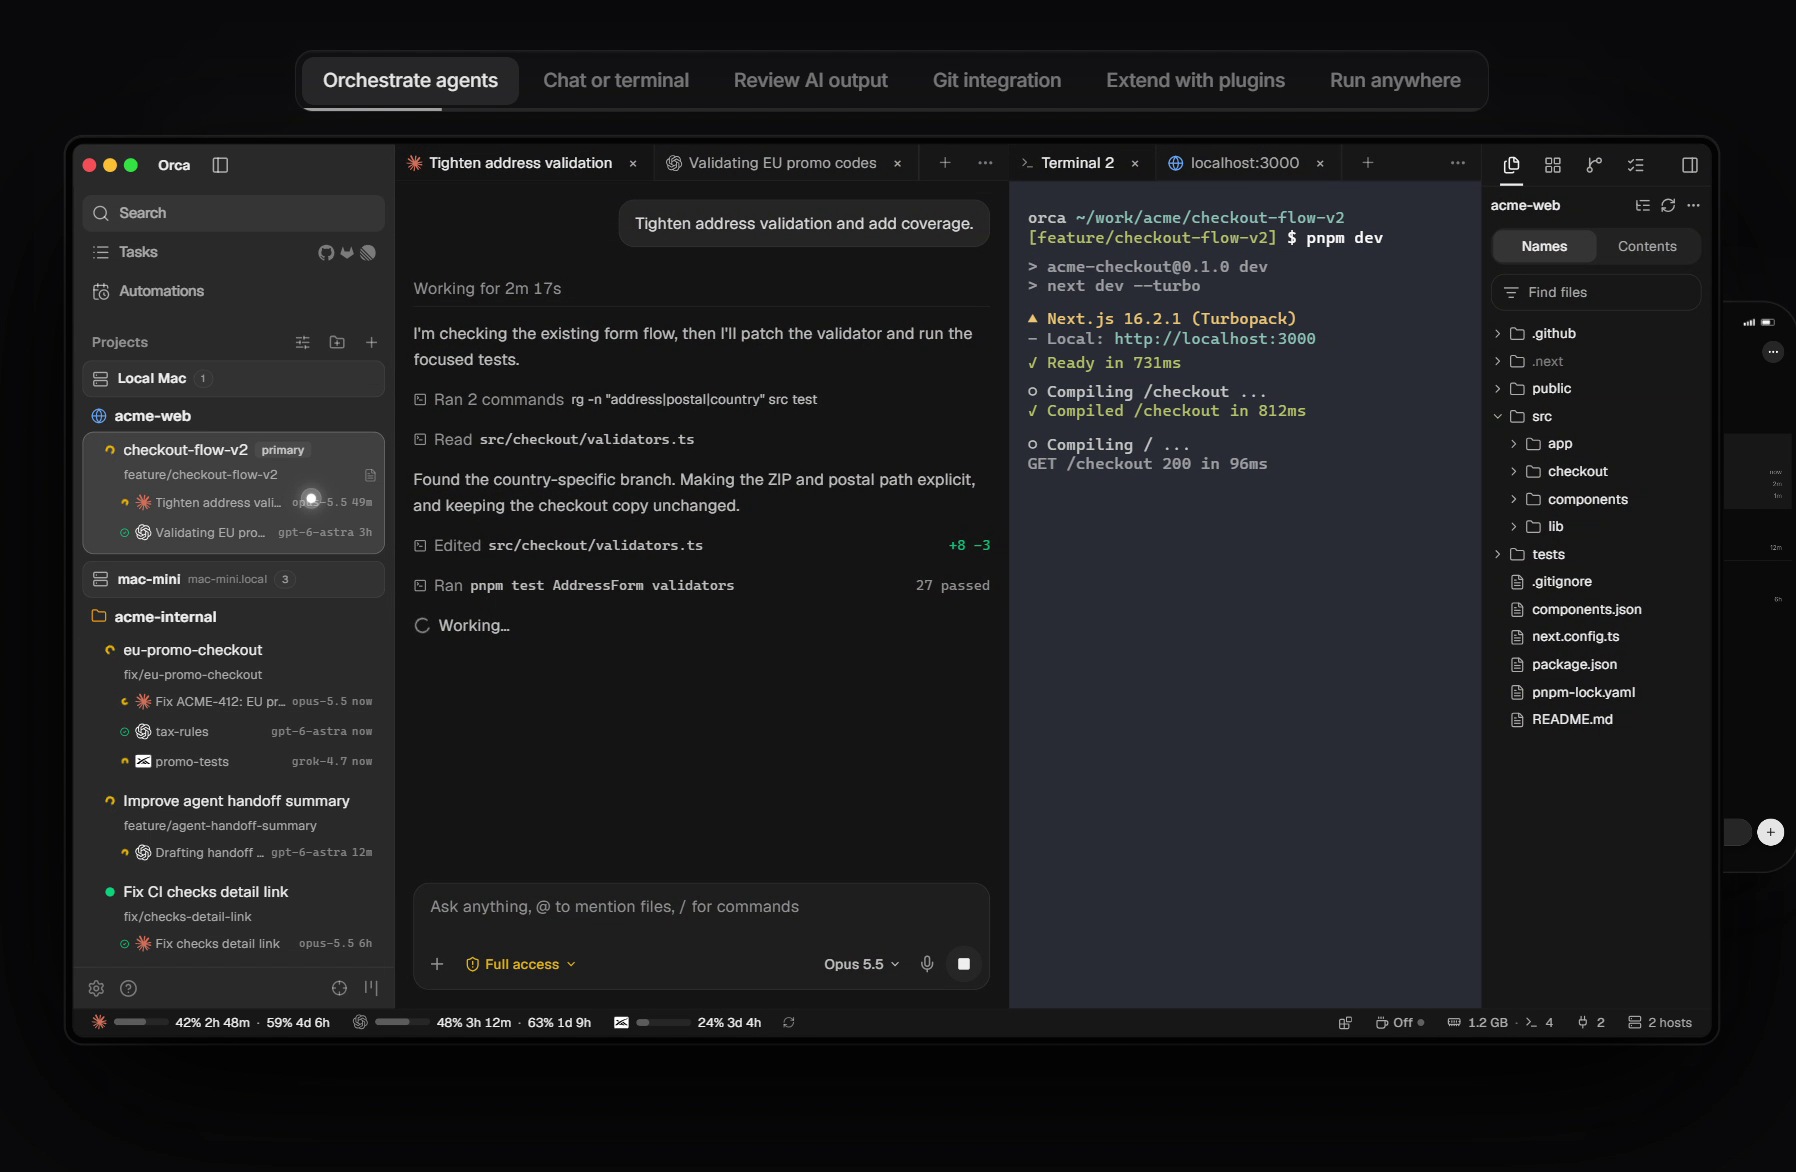 Orchestrate agents
Chat or terminal
Review AI output
Git integration
Extend with plugins
Run anywhere
Orca
Search
Tasks
Automations
Projects
Local Mac 1
acme-web
checkout-flow-v2 primary
feature/checkout-flow-v2
Tighten address vali... opus-5.5 49m
Validating EU pro... gpt-6-astra 3h
mac-mini mac-mini.local 3
acme-internal
eu-promo-checkout
fix/eu-promo-checkout
Fix ACME-412: EU pr... opus-5.5 now
tax-rules gpt-6-astra now
promo-tests grok-4.7 now
Improve agent handoff summary
feature/agent-handoff-summary
Drafting handoff ... gpt-6-astra 12m
Fix CI checks detail link
fix/checks-detail-link
Fix checks detail link opus-5.5 6h
Tighten address validation ×
Validating EU promo codes ×
Tighten address validation and add coverage.
Working for 2m 17s
I'm checking the existing form flow, then I'll patch the validator and run the
focused tests.
Ran 2 commands rg -n "address|postal|country" src test
Read src/checkout/validators.ts
Found the country-specific branch. Making the ZIP and postal path explicit,
and keeping the checkout copy unchanged.
Edited src/checkout/validators.ts +8 -3
Ran pnpm test AddressForm validators 27 passed
Working...
Ask anything, @ to mention files, / for commands
Full access
Opus 5.5
Terminal 2 ×
localhost:3000 ×
orca ~/work/acme/checkout-flow-v2
[feature/checkout-flow-v2] $ pnpm dev
> acme-checkout@0.1.0 dev
> next dev --turbo
▲ Next.js 16.2.1 (Turbopack)
- Local: http://localhost:3000
✓ Ready in 731ms
○ Compiling /checkout ...
✓ Compiled /checkout in 812ms
○ Compiling / ...
GET /checkout 200 in 96ms
acme-web
Names
Contents
Find files
.github
.next
public
src
app
checkout
components
lib
tests
.gitignore
components.json
next.config.ts
package.json
pnpm-lock.yaml
README.md
now
2m
1m
12m
42% 2h 48m · 59% 4d 6h
48% 3h 12m · 63% 1d 9h
24% 3d 4h
Off
1.2 GB · 4
2
2 hosts